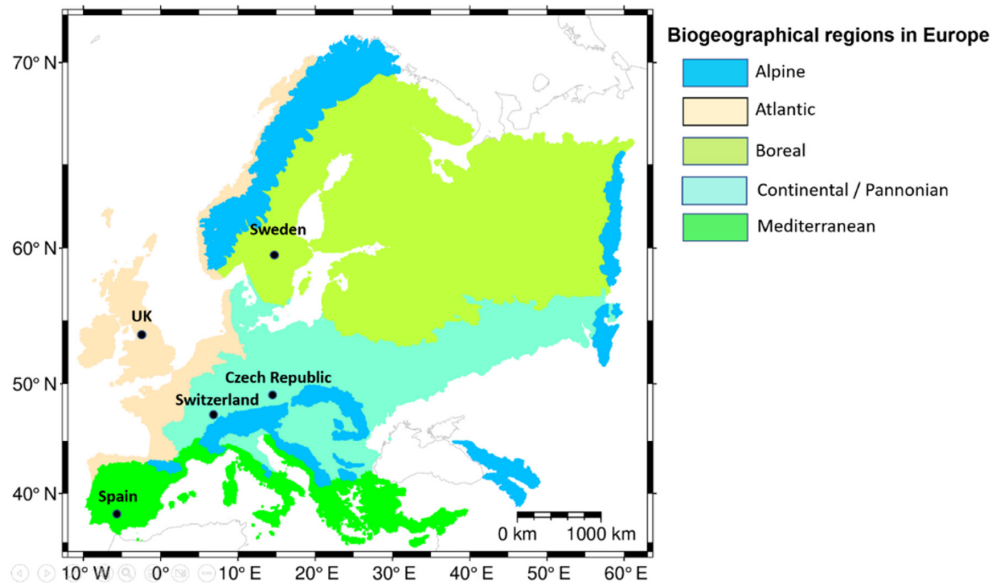 Biogeographical regions in Europe
Alpine
Atlantic
Boreal
Continental / Pannonian
Mediterranean
70° N
60° N
50° N
40° N
Sweden
UK
Czech Republic
Switzerland
Spain
0 km 1000 km
10° 0° 10° E 20° E 30° E 40° E 50° E 60° E